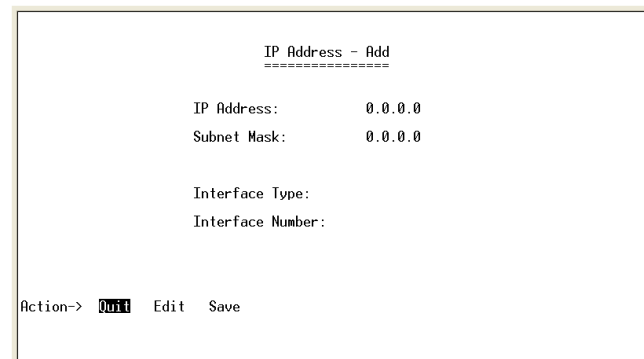 IP Address - Add
================
IP Address: 0.0.0.0
Subnet Mask: 0.0.0.0
Interface Type:
Interface Number:
Action-> Quit Edit Save